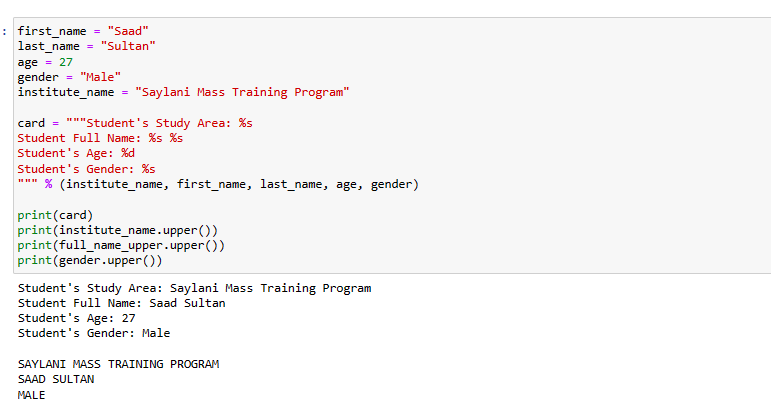 :
first_name = "Saad"
last_name = "Sultan"
age = 27
gender = "Male"
institute_name = "Saylani Mass Training Program"

card = """Student's Study Area: %s
Student Full Name: %s %s
Student's Age: %d
Student's Gender: %s
""" % (institute_name, first_name, last_name, age, gender)

print(card)
print(institute_name.upper())
print(full_name_upper.upper())
print(gender.upper())

Student's Study Area: Saylani Mass Training Program
Student Full Name: Saad Sultan
Student's Age: 27
Student's Gender: Male

SAYLANI MASS TRAINING PROGRAM
SAAD SULTAN
MALE